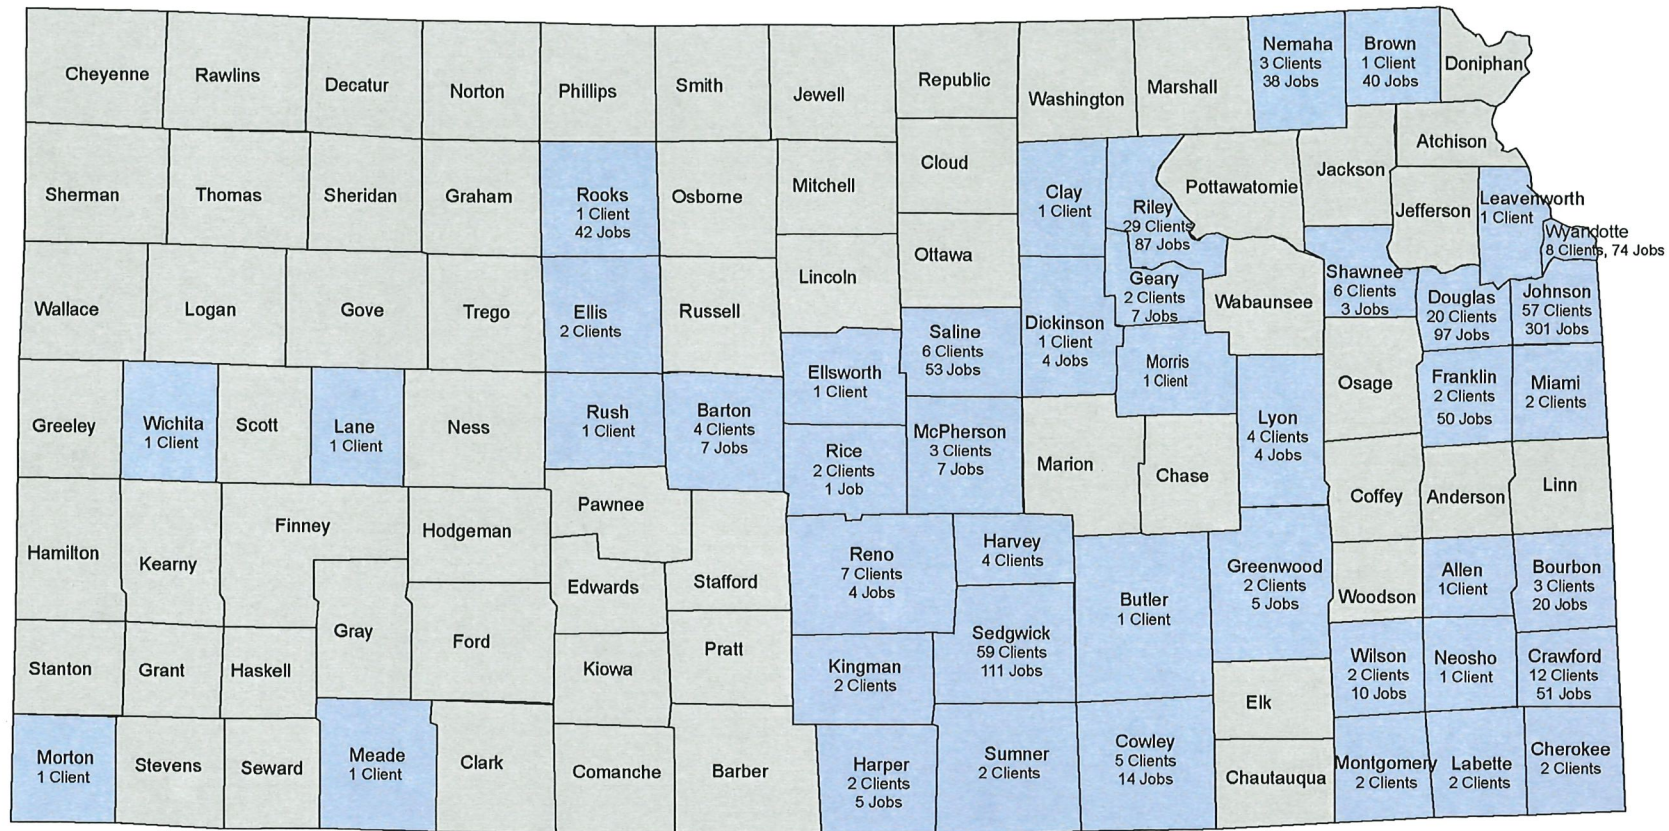 Cheyenne
Rawlins
Decatur
Norton
Phillips
Smith
Jewell
Republic
Washington
Marshall
Nemaha
3 Clients
38 Jobs
Brown
1 Client
40 Jobs
Doniphan
Sherman
Thomas
Sheridan
Graham
Rooks
1 Client
42 Jobs
Osborne
Mitchell
Cloud
Clay
1 Client
Riley
29 Clients
87 Jobs
Pottawatomie
Jackson
Atchison
Jefferson
Leavenworth
1 Client
Wyandotte
8 Clients, 74 Jobs
Wallace
Logan
Gove
Trego
Ellis
2 Clients
Russell
Lincoln
Ottawa
Saline
6 Clients
53 Jobs
Dickinson
1 Client
4 Jobs
Geary
2 Clients
7 Jobs
Wabaunsee
Shawnee
6 Clients
3 Jobs
Douglas
20 Clients
97 Jobs
Johnson
57 Clients
301 Jobs
Greeley
Wichita
1 Client
Scott
Lane
1 Client
Ness
Rush
1 Client
Barton
4 Clients
7 Jobs
Ellsworth
1 Client
Rice
2 Clients
1 Job
McPherson
3 Clients
7 Jobs
Marion
Morris
1 Client
Chase
Lyon
4 Clients
4 Jobs
Osage
Franklin
2 Clients
50 Jobs
Miami
2 Clients
Coffey
Anderson
Linn
Hamilton
Kearny
Finney
Hodgeman
Pawnee
Edwards
Stafford
Reno
7 Clients
4 Jobs
Harvey
4 Clients
Butler
1 Client
Greenwood
2 Clients
5 Jobs
Woodson
Allen
1Client
Bourbon
3 Clients
20 Jobs
Stanton
Grant
Haskell
Gray
Ford
Kiowa
Pratt
Kingman
2 Clients
Sedgwick
59 Clients
111 Jobs
Elk
Wilson
2 Clients
10 Jobs
Neosho
1 Client
Crawford
12 Clients
51 Jobs
Morton
1 Client
Stevens
Seward
Meade
1 Client
Clark
Comanche
Barber
Harper
2 Clients
5 Jobs
Sumner
2 Clients
Cowley
5 Clients
14 Jobs
Chautauqua
Montgomery
2 Clients
Labette
2 Clients
Cherokee
2 Clients